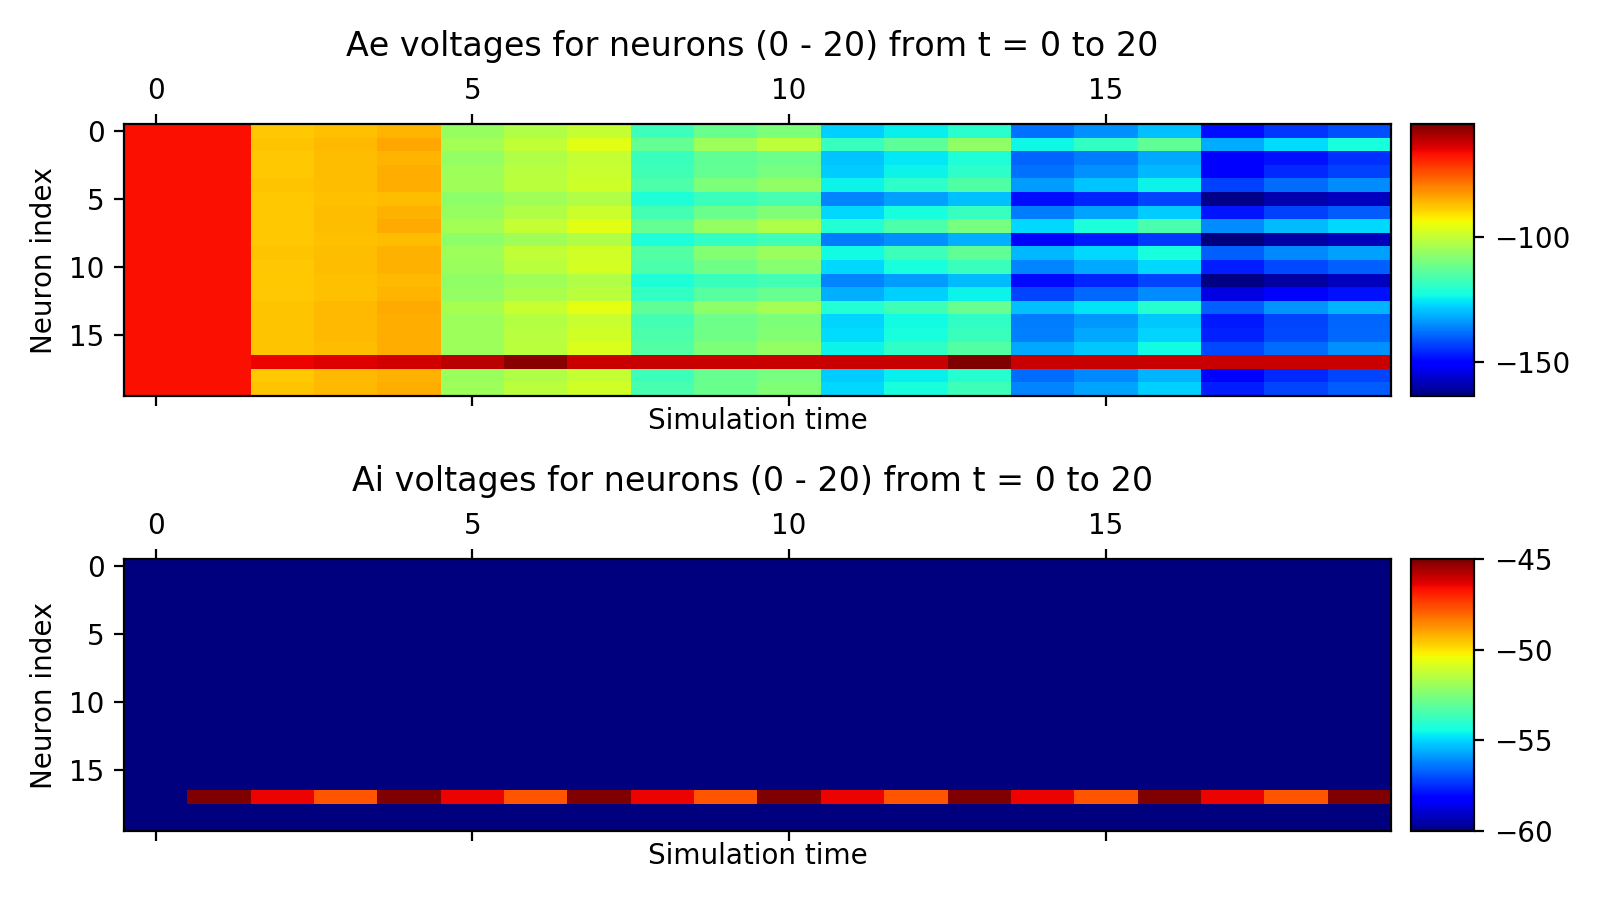 Ae voltages for neurons (0 - 20) from t = 0 to 20
0 5 10 15
Neuron index
0
5
10
15
−100
−150
Simulation time
Ai voltages for neurons (0 - 20) from t = 0 to 20
0 5 10 15
Neuron index
0
5
10
15
−45
−50
−55
−60
Simulation time